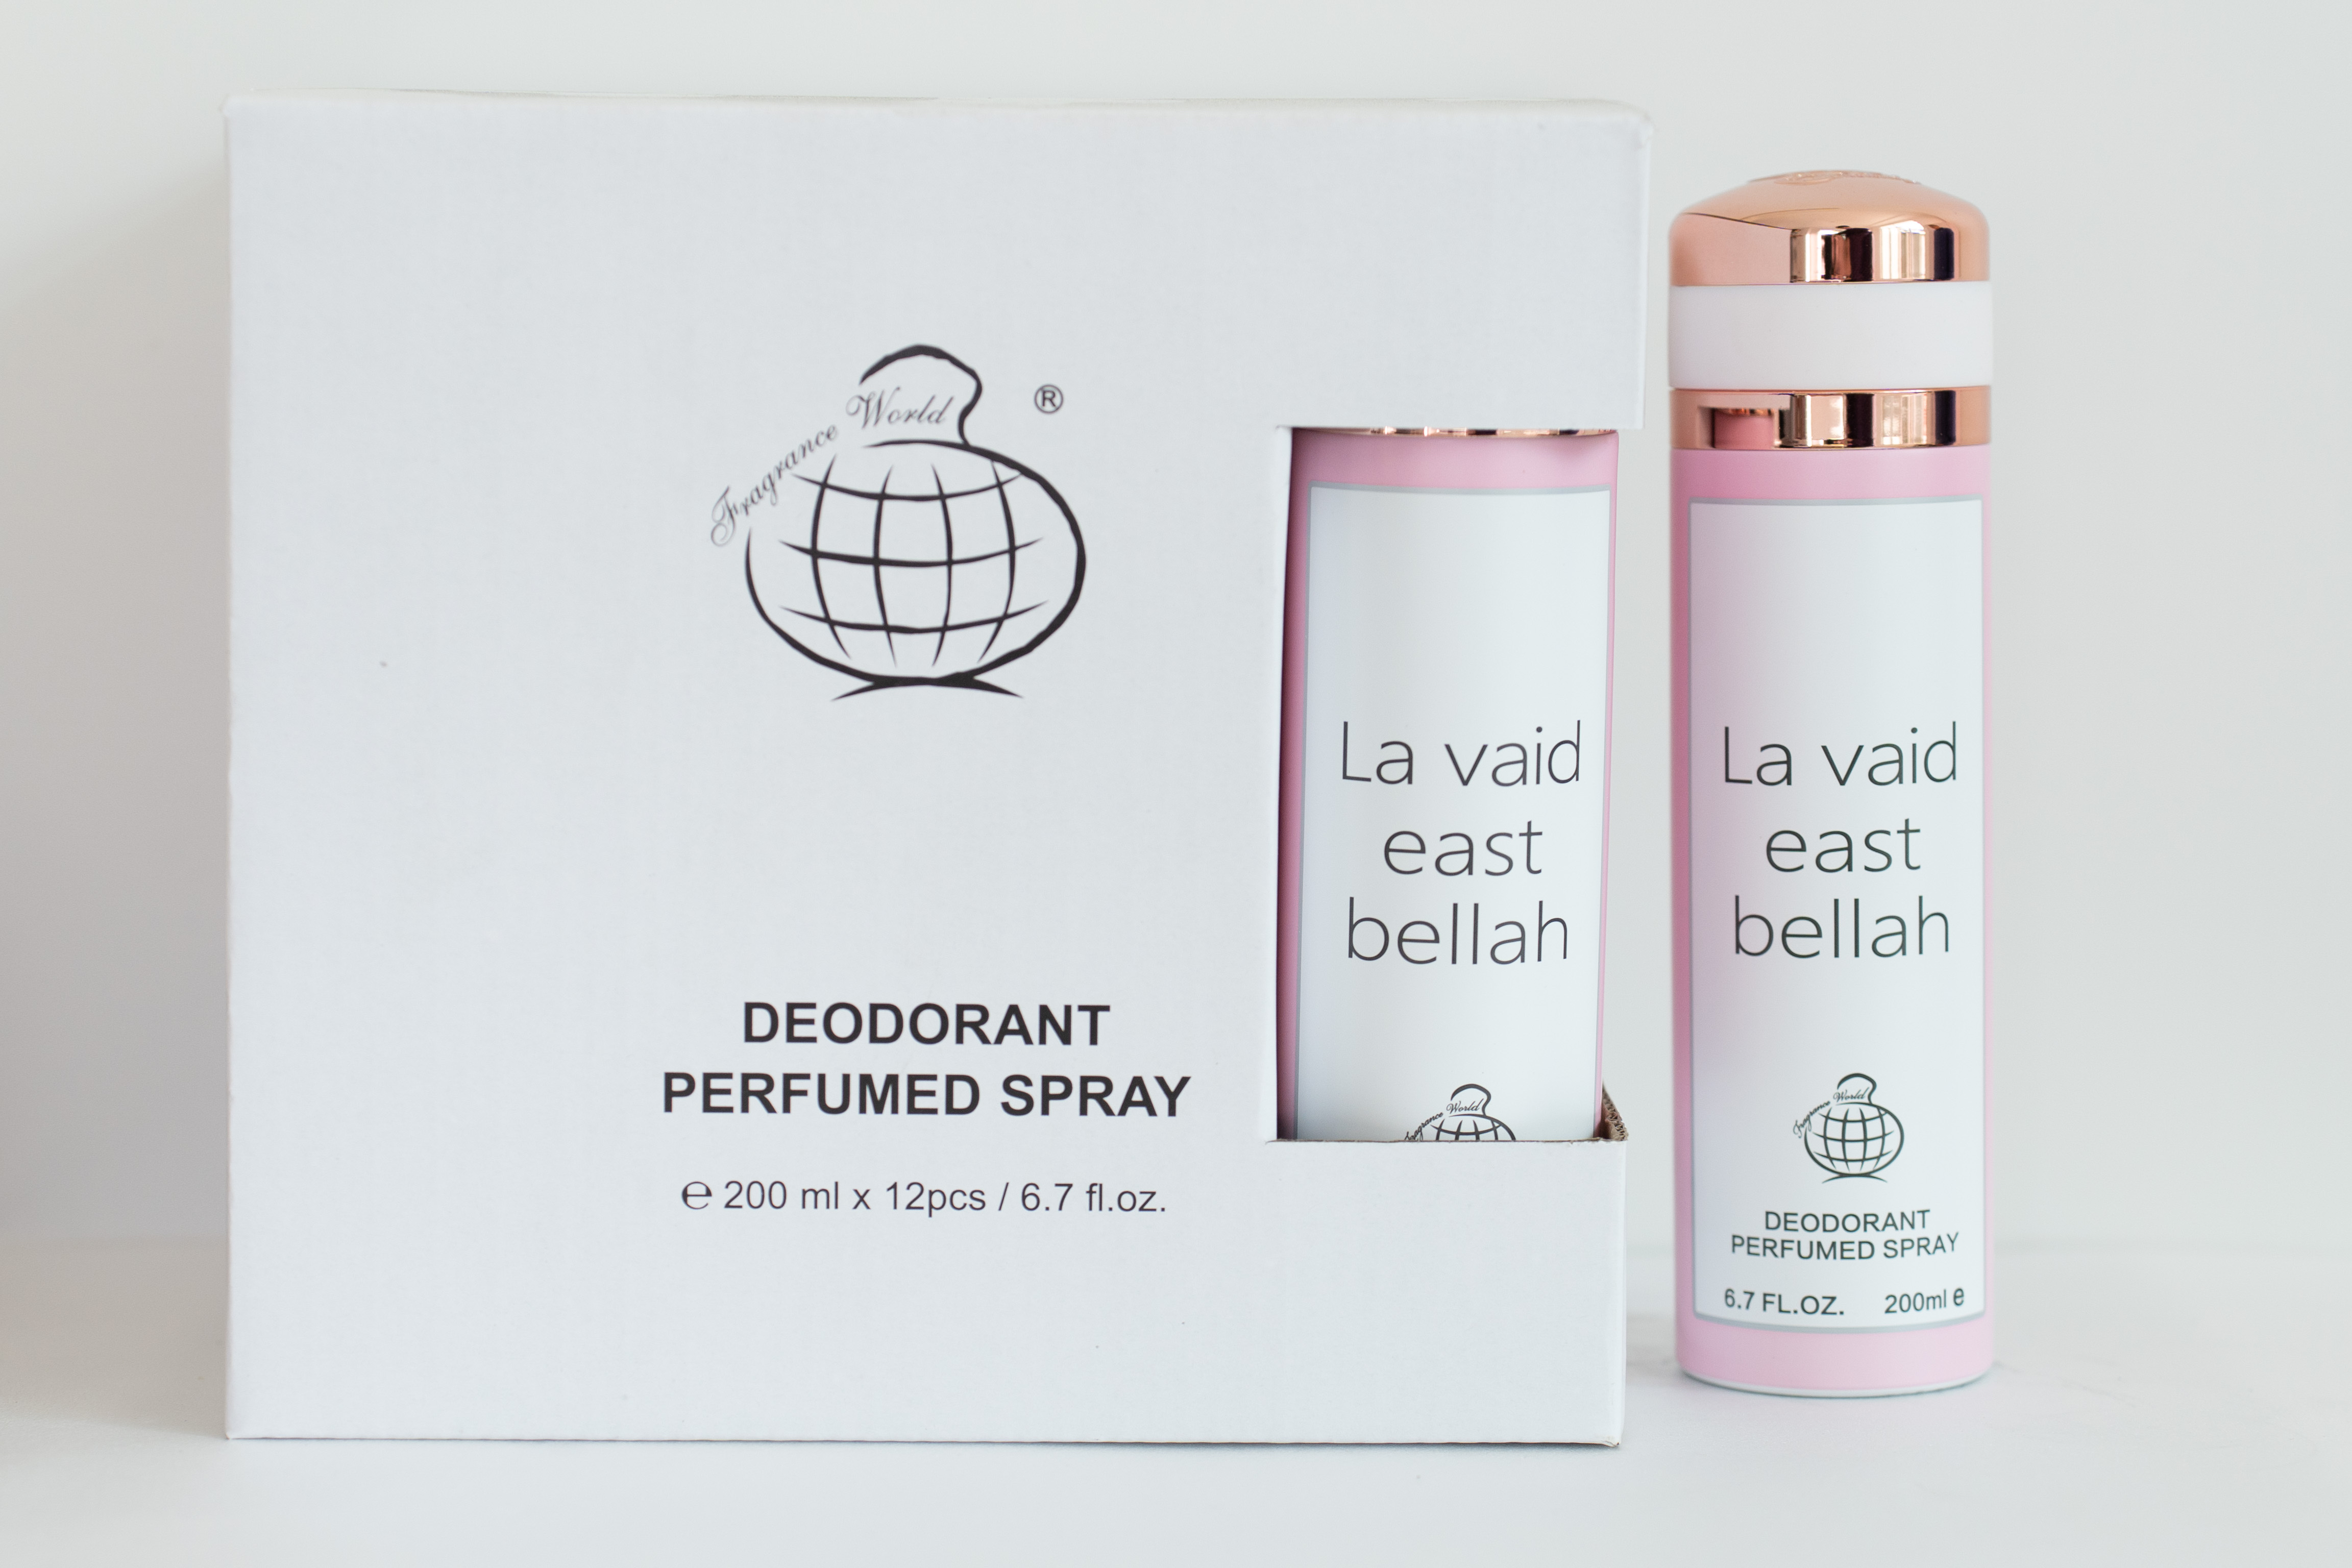 Fragrance World ®
DEODORANT
PERFUMED SPRAY
℮ 200 ml x 12pcs / 6.7 fl.oz.
La vaid
east
bellah
Fragrance World
La vaid
east
bellah
Fragrance World
DEODORANT
PERFUMED SPRAY
6.7 FL.OZ. 200ml ℮